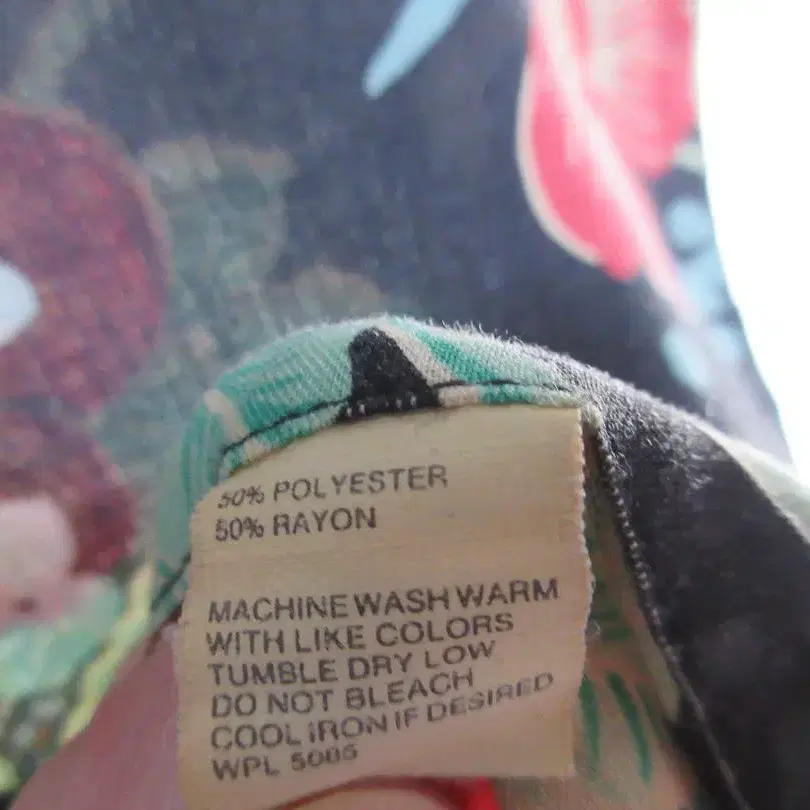 50% POLYESTER
50% RAYON
MACHINE WASH WARM
WITH LIKE COLORS
TUMBLE DRY LOW
DO NOT BLEACH
COOL IRON IF DESIRED
WPL 5085